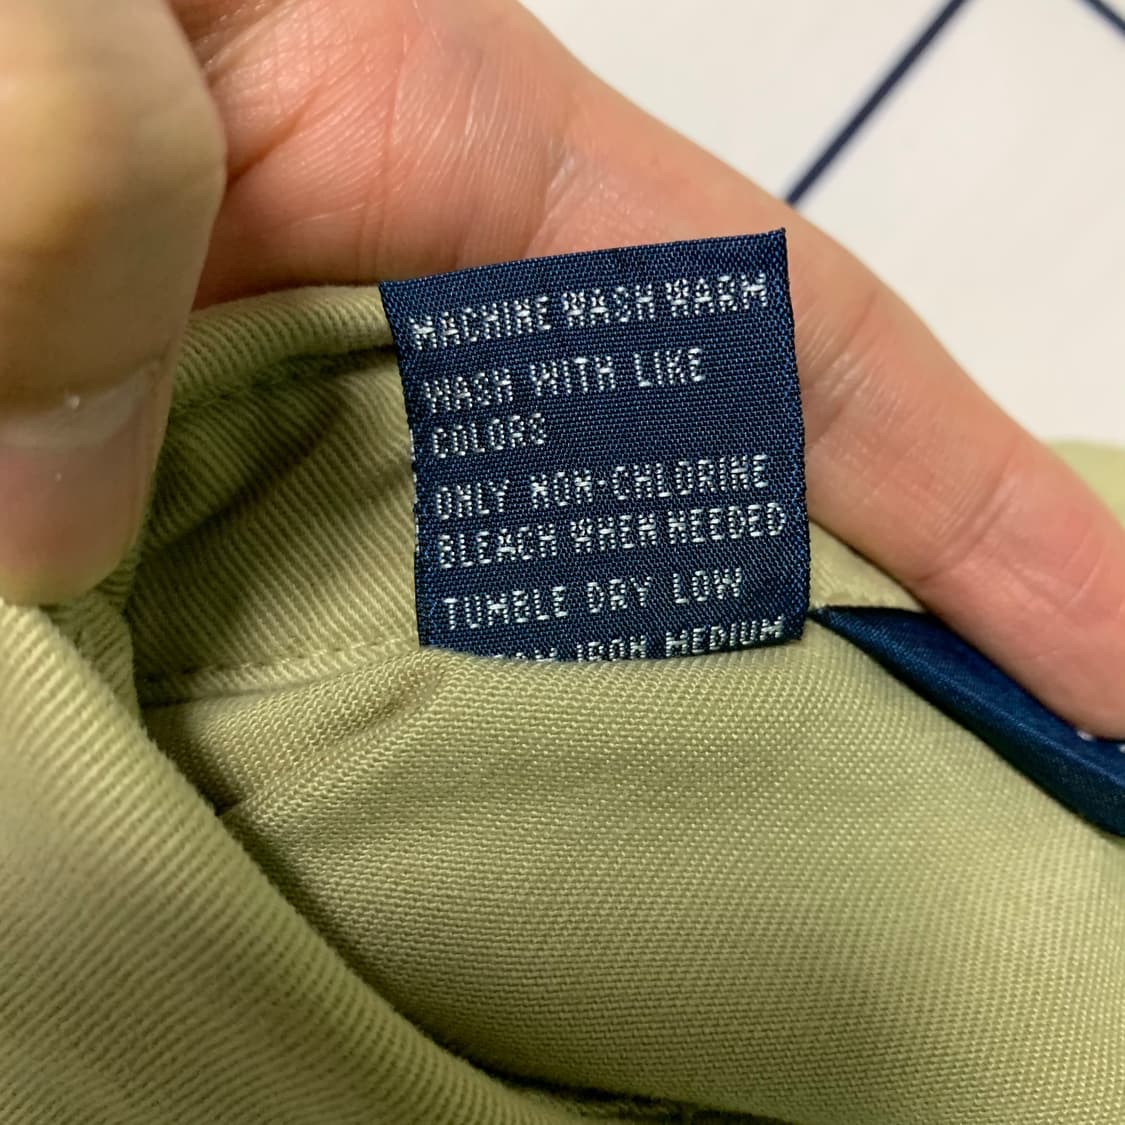 MACHINE WASH WARM
WASH WITH LIKE
COLORS
ONLY NON-CHLORINE
BLEACH WHEN NEEDED
TUMBLE DRY LOW
IRON MEDIUM